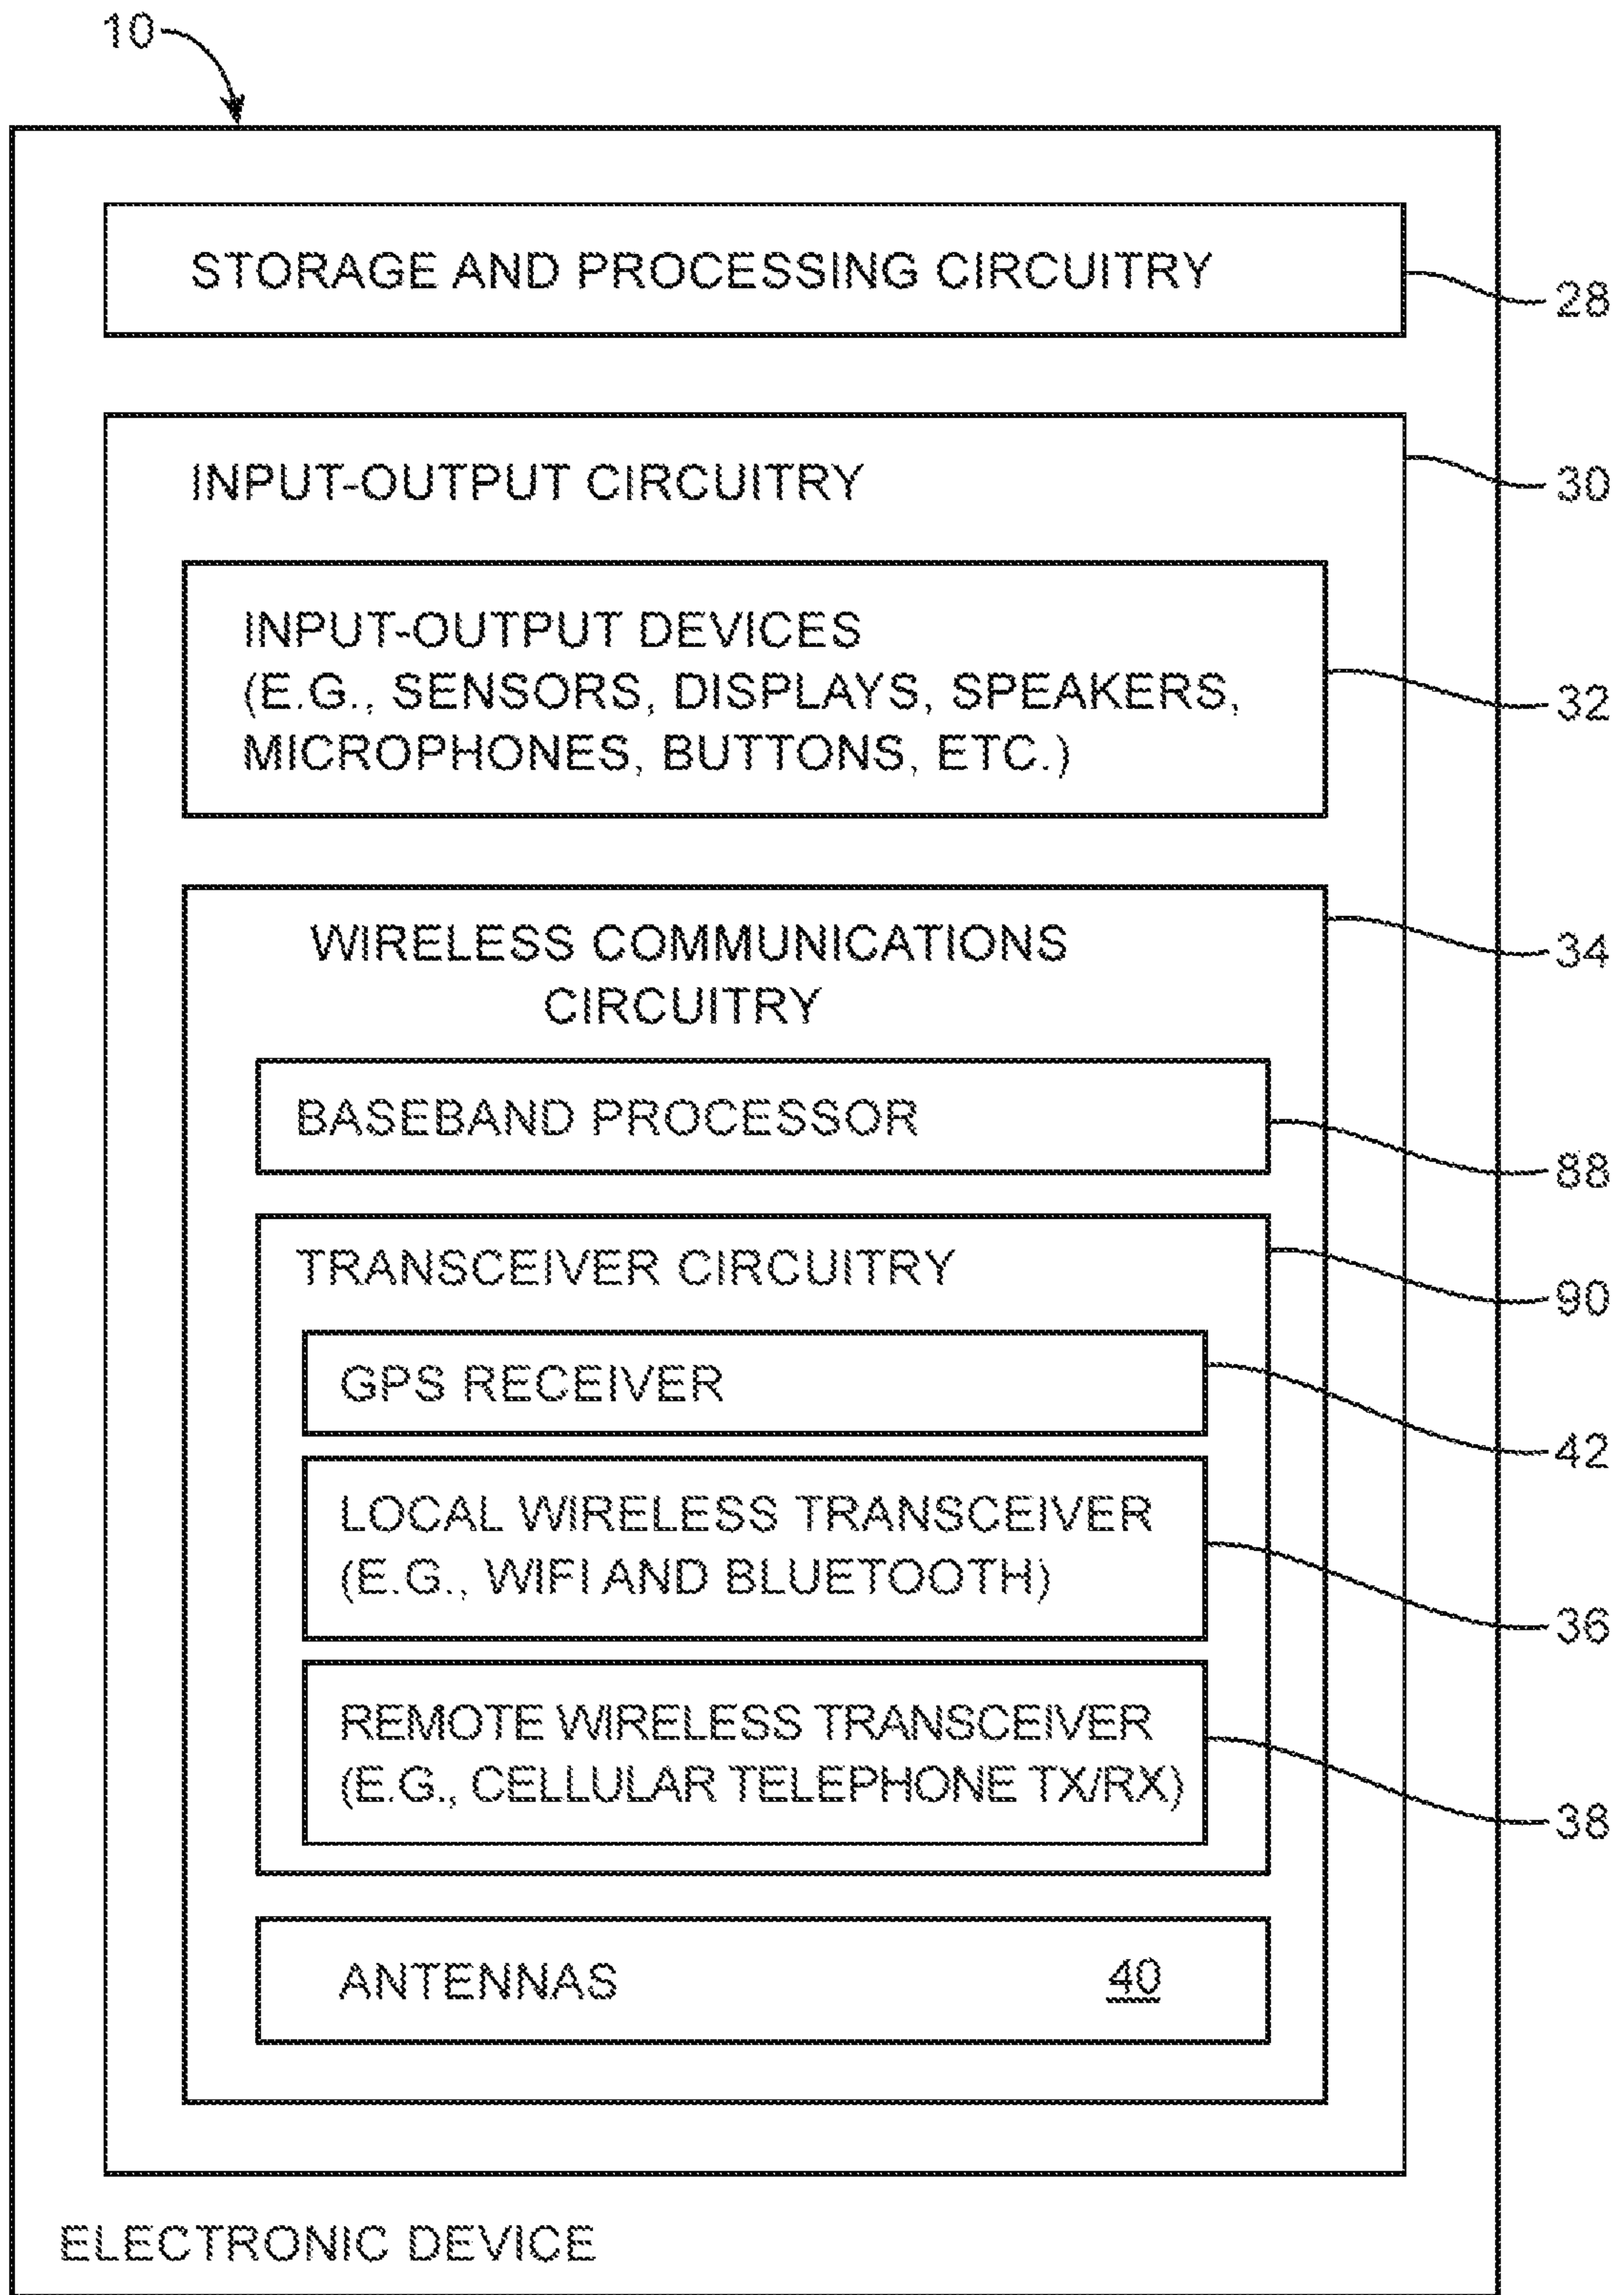 10
STORAGE AND PROCESSING CIRCUITRY
28
INPUT-OUTPUT CIRCUITRY
30
INPUT-OUTPUT DEVICES
(E.G., SENSORS, DISPLAYS, SPEAKERS,
MICROPHONES, BUTTONS, ETC.)
32
WIRELESS COMMUNICATIONS
CIRCUITRY
34
BASEBAND PROCESSOR
88
TRANSCEIVER CIRCUITRY
90
GPS RECEIVER
42
LOCAL WIRELESS TRANSCEIVER
(E.G., WIFI AND BLUETOOTH)
36
REMOTE WIRELESS TRANSCEIVER
(E.G., CELLULAR TELEPHONE TX/RX)
38
ANTENNAS 40
ELECTRONIC DEVICE